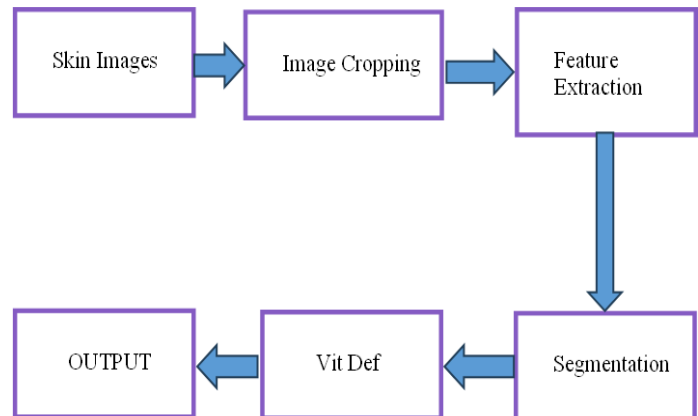 Skin Images
Image Cropping
Feature
Extraction
Segmentation
Vit Def
OUTPUT